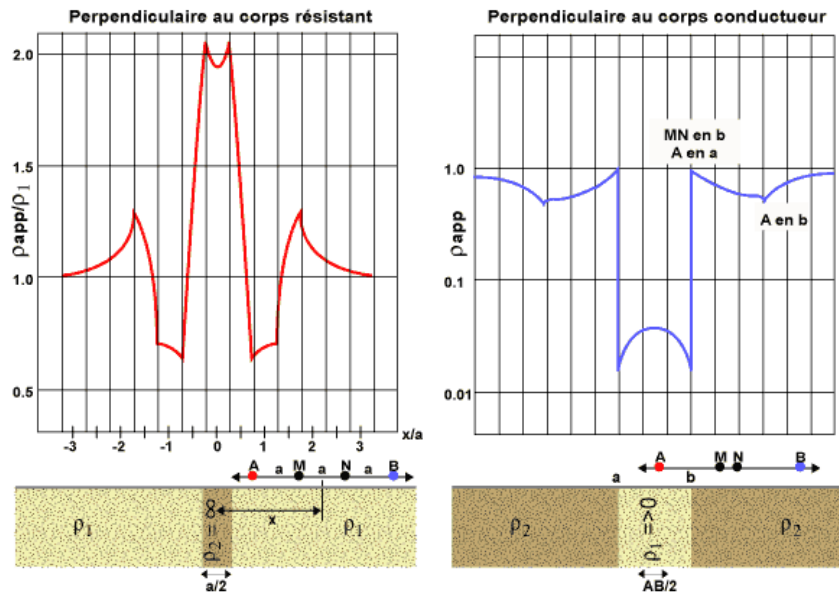 Perpendiculaire au corps résistant
2.0
1.5
1.0
0.5
ρapp/ρ1
-3 -2 -1 0 1 2 3 x/a
A a M a N a B
x
ρ1
ρ2 = ∞
ρ1
a/2
Perpendiculaire au corps conductueur
1.0
0.1
0.01
ρapp
MN en b
A en a
A en b
A M N B
a b
ρ2
ρ1 =>0
ρ2
AB/2